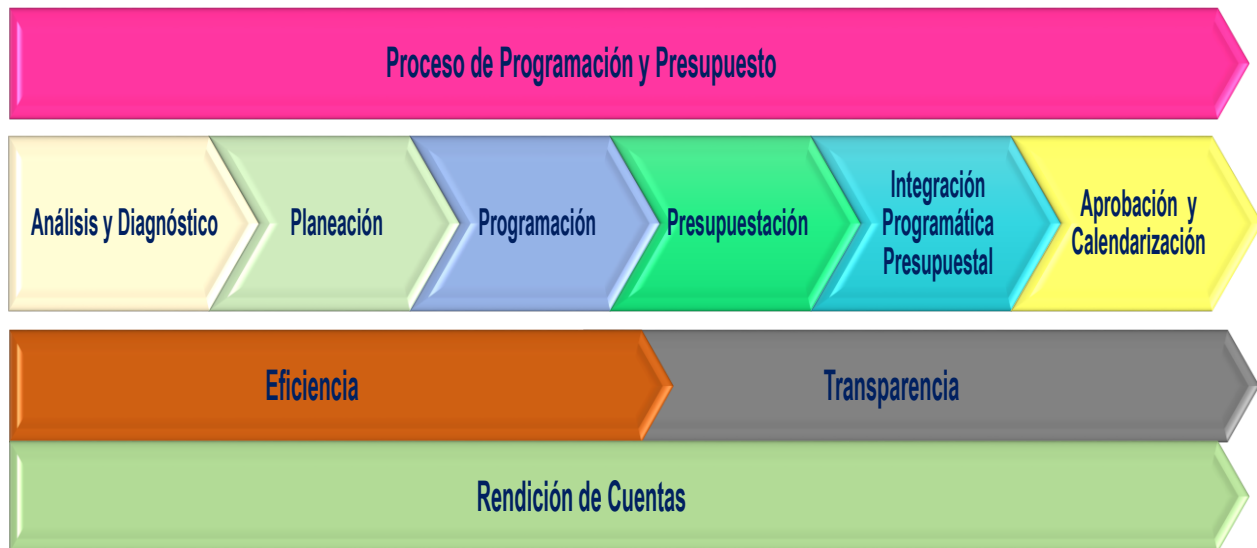 Proceso de Programación y Presupuesto
Análisis y Diagnóstico
Planeación
Programación
Presupuestación
Integración
Programática
Presupuestal
Aprobación y
Calendarización
Eficiencia
Transparencia
Rendición de Cuentas